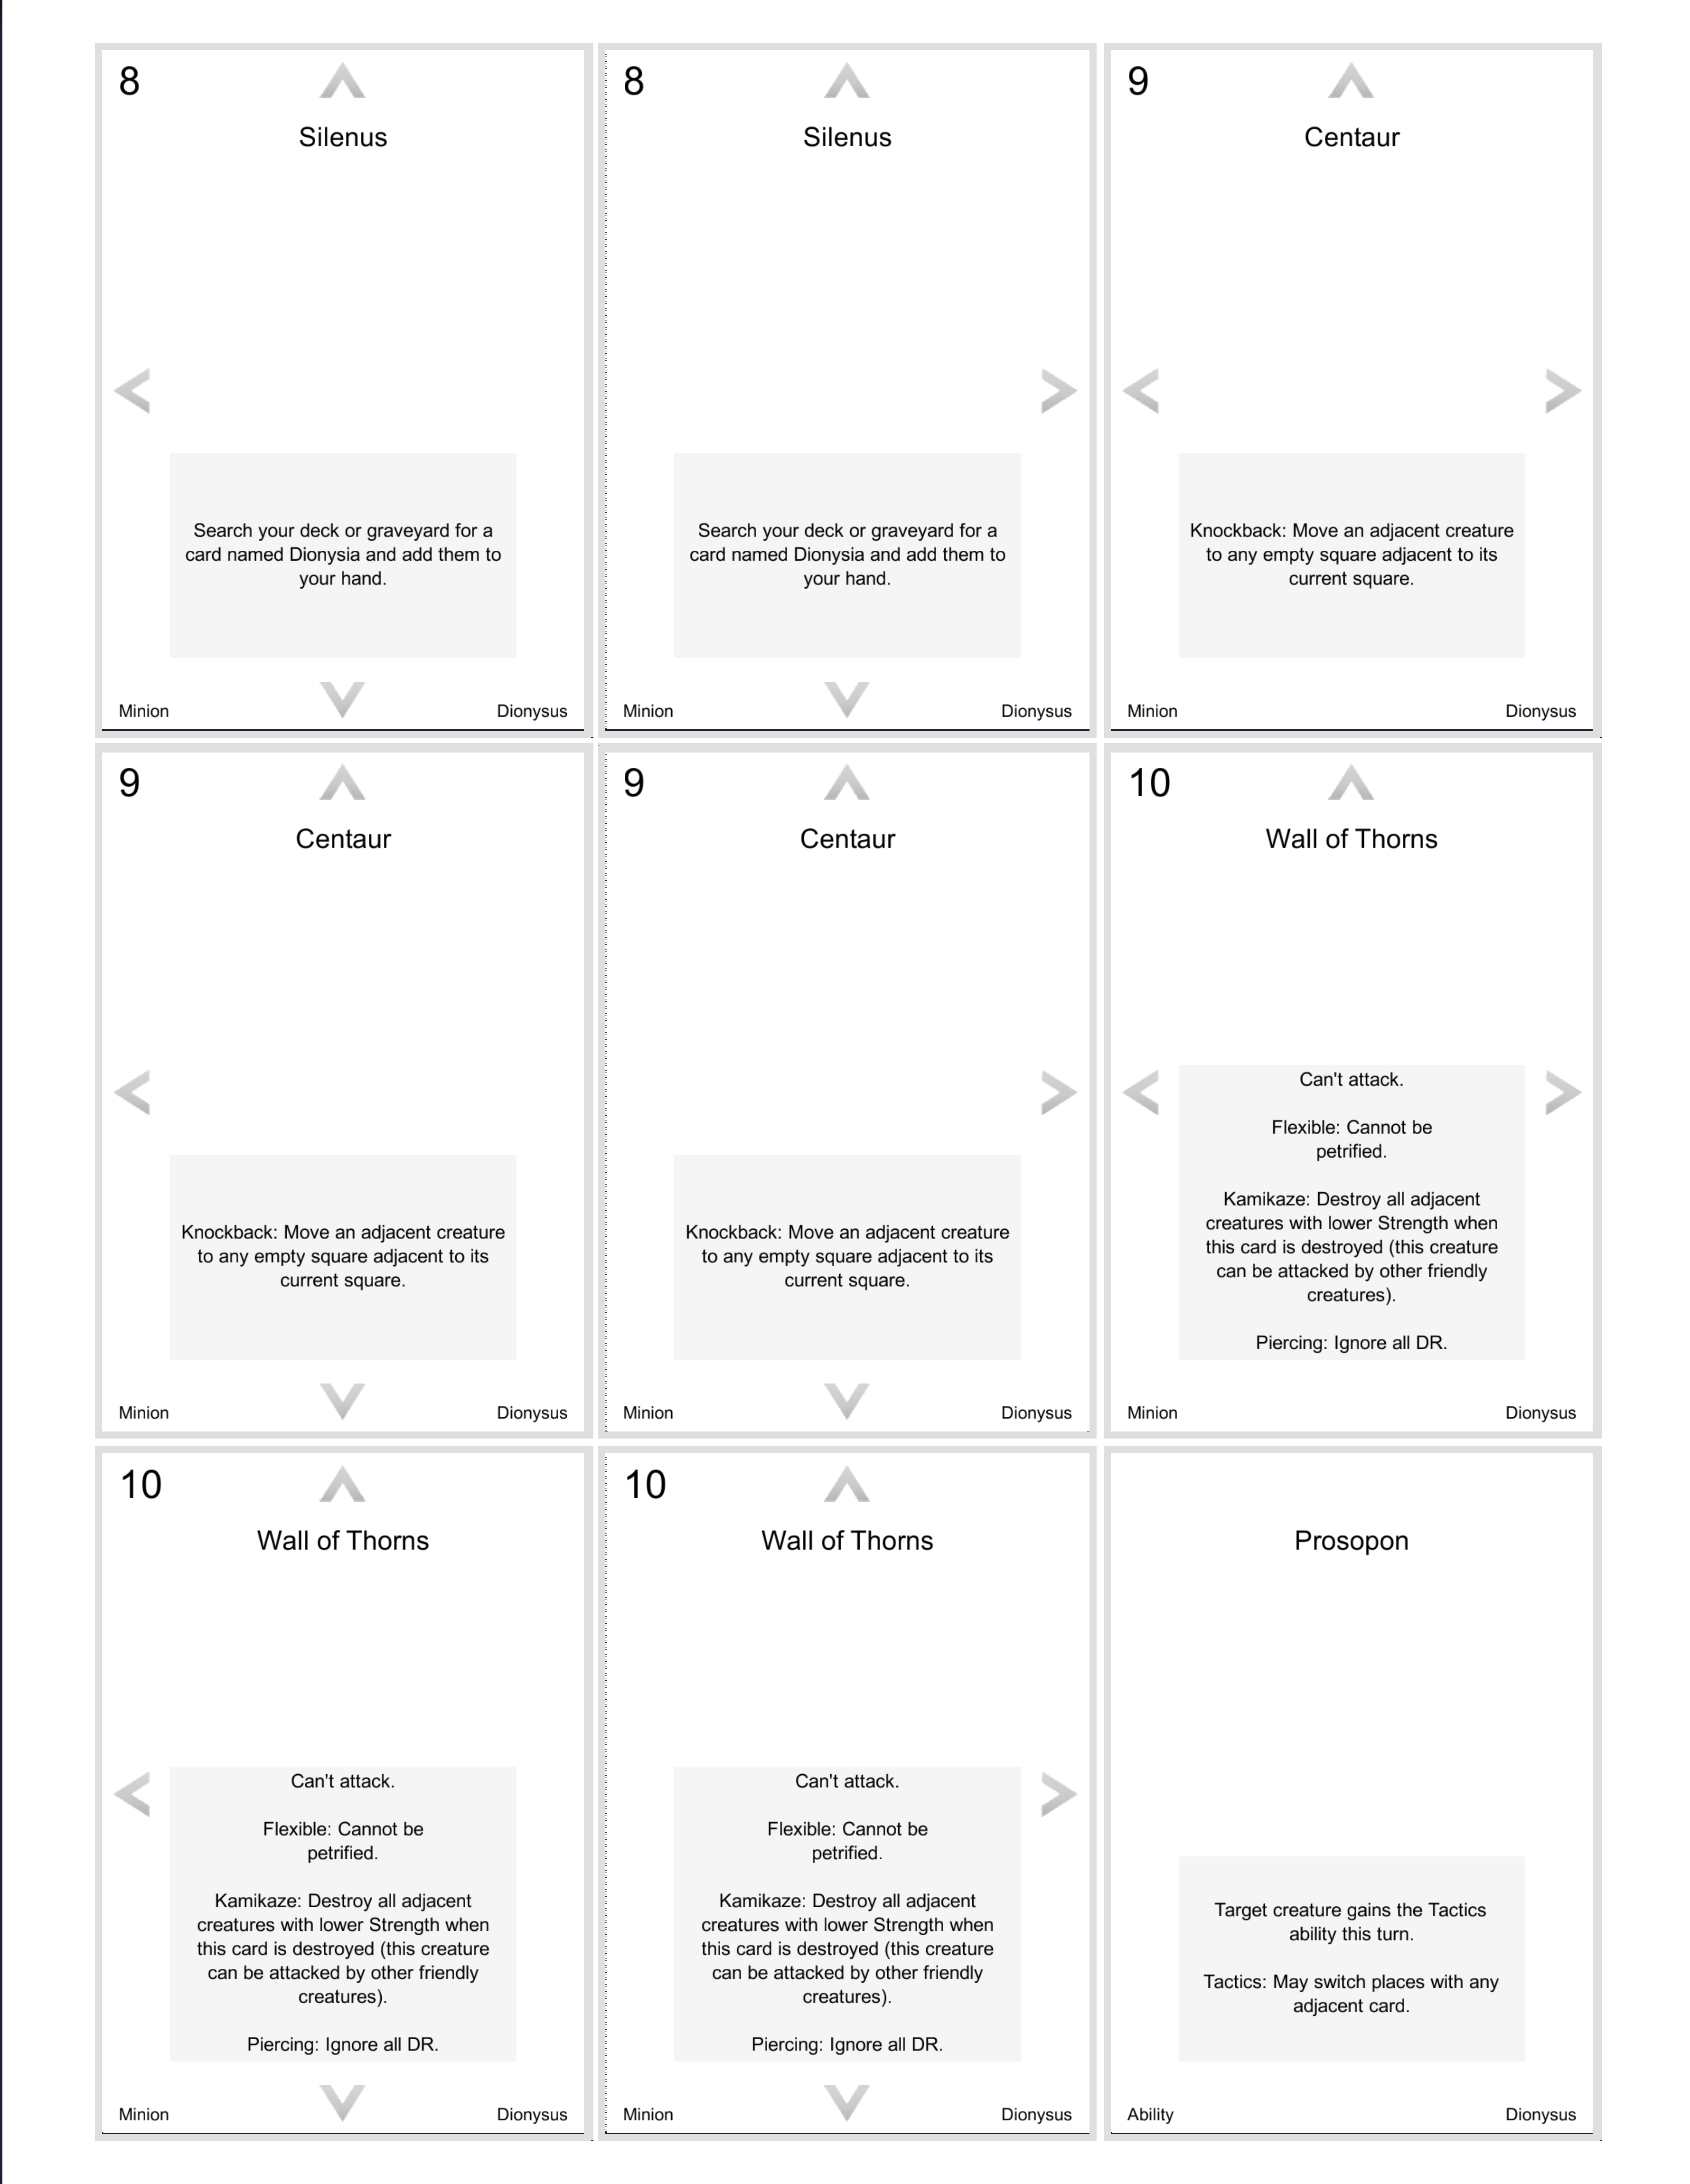 8
Silenus
Search your deck or graveyard for a
card named Dionysia and add them to
your hand.
Minion
Dionysus
8
Silenus
Search your deck or graveyard for a
card named Dionysia and add them to
your hand.
Minion
Dionysus
9
Centaur
Knockback: Move an adjacent creature
to any empty square adjacent to its
current square.
Minion
Dionysus
9
Centaur
Knockback: Move an adjacent creature
to any empty square adjacent to its
current square.
Minion
Dionysus
9
Centaur
Knockback: Move an adjacent creature
to any empty square adjacent to its
current square.
Minion
Dionysus
10
Wall of Thorns
Can't attack.
Flexible: Cannot be
petrified.
Kamikaze: Destroy all adjacent
creatures with lower Strength when
this card is destroyed (this creature
can be attacked by other friendly
creatures).
Piercing: Ignore all DR.
Minion
Dionysus
10
Wall of Thorns
Can't attack.
Flexible: Cannot be
petrified.
Kamikaze: Destroy all adjacent
creatures with lower Strength when
this card is destroyed (this creature
can be attacked by other friendly
creatures).
Piercing: Ignore all DR.
Minion
Dionysus
10
Wall of Thorns
Can't attack.
Flexible: Cannot be
petrified.
Kamikaze: Destroy all adjacent
creatures with lower Strength when
this card is destroyed (this creature
can be attacked by other friendly
creatures).
Piercing: Ignore all DR.
Minion
Dionysus
Prosopon
Target creature gains the Tactics
ability this turn.
Tactics: May switch places with any
adjacent card.
Ability
Dionysus